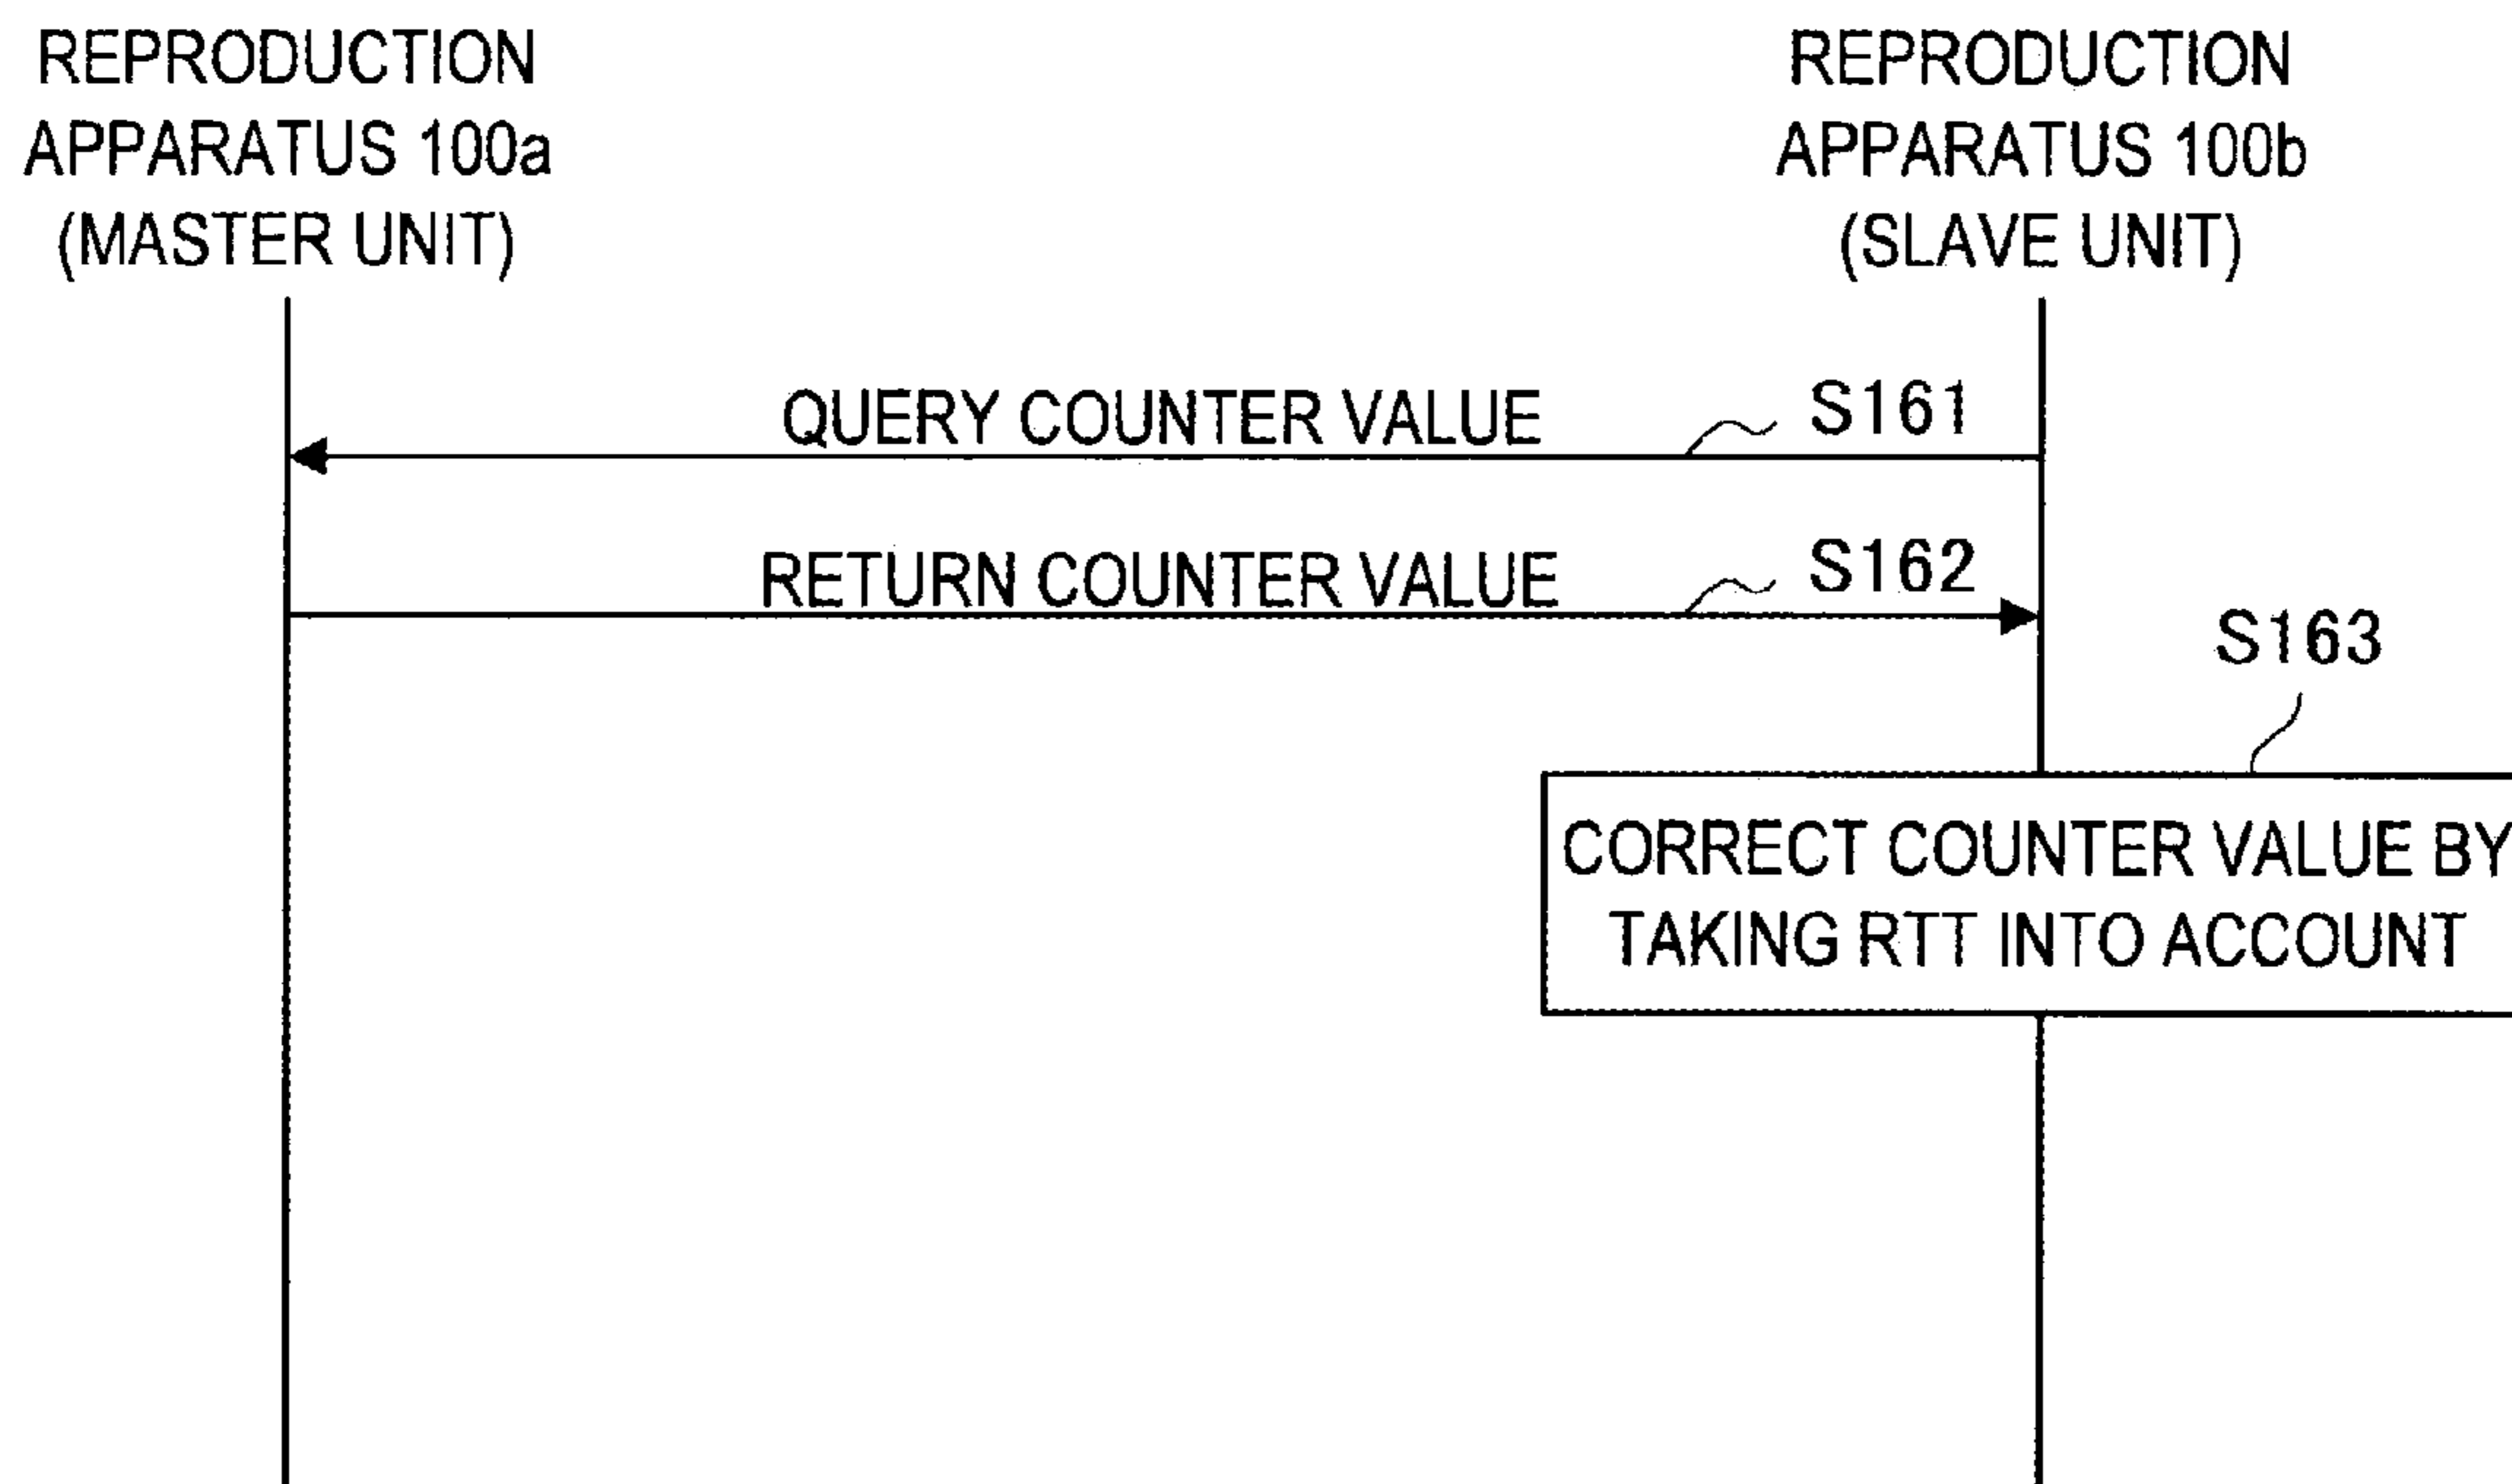 REPRODUCTION
APPARATUS 100a
(MASTER UNIT)
REPRODUCTION
APPARATUS 100b
(SLAVE UNIT)
QUERY COUNTER VALUE
S161
RETURN COUNTER VALUE
S162
S163
CORRECT COUNTER VALUE BY
TAKING RTT INTO ACCOUNT